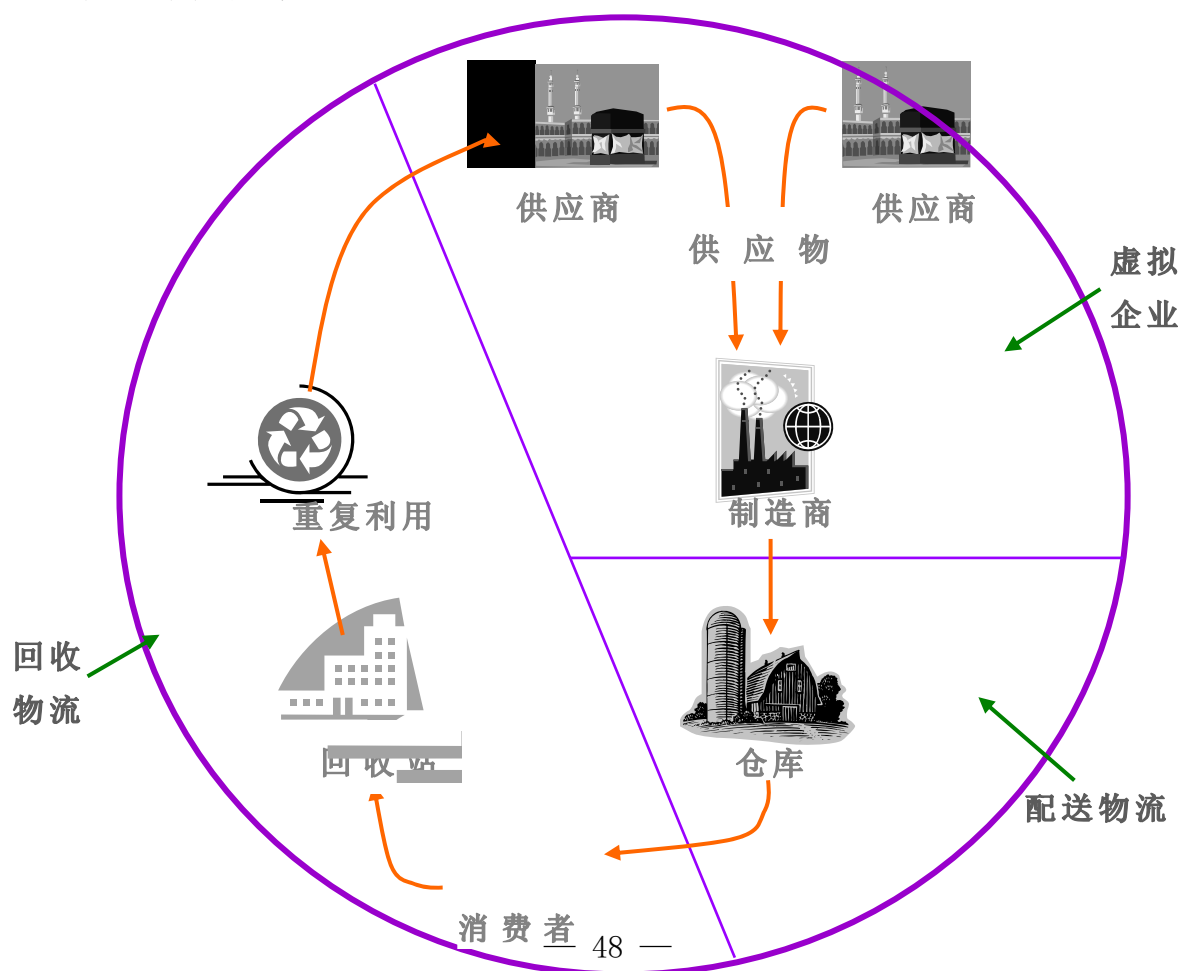 供应商
供应商
供 应 物
虚拟
企业
制造商
重复利用
回收
物流
回收站
仓库
配送物流
消费者
— 48 —